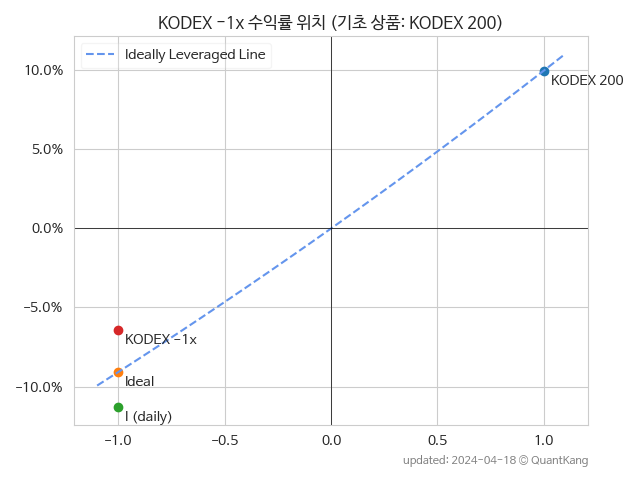 KODEX -1x 수익률 위치 (기초 상품: KODEX 200)
Ideally Leveraged Line
10.0%
KODEX 200
5.0%
0.0%
-5.0%
KODEX -1x
Ideal
-10.0%
I (daily)
-1.0 -0.5 0.0 0.5 1.0
updated: 2024-04-18 © QuantKang